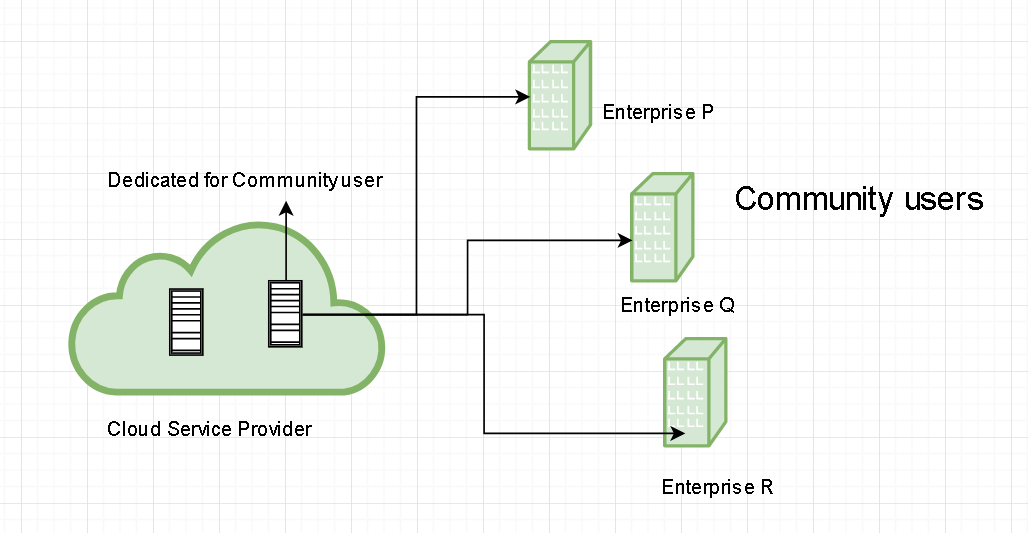 Enterprise P
Dedicated for Community user
Community users
Enterprise Q
Cloud Service Provider
Enterprise R